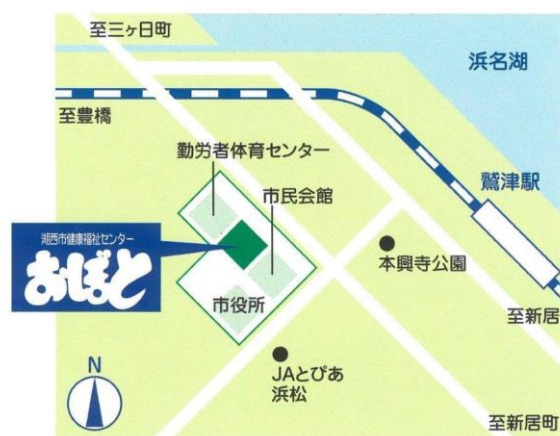 至三ヶ日町
浜名湖
至豊橋
勤労者体育センター
鷲津駅
市民会館
湖西市健康福祉センター
おぼと
本興寺公園
市役所
至新居
JAとぴあ
浜松
N
至新居町